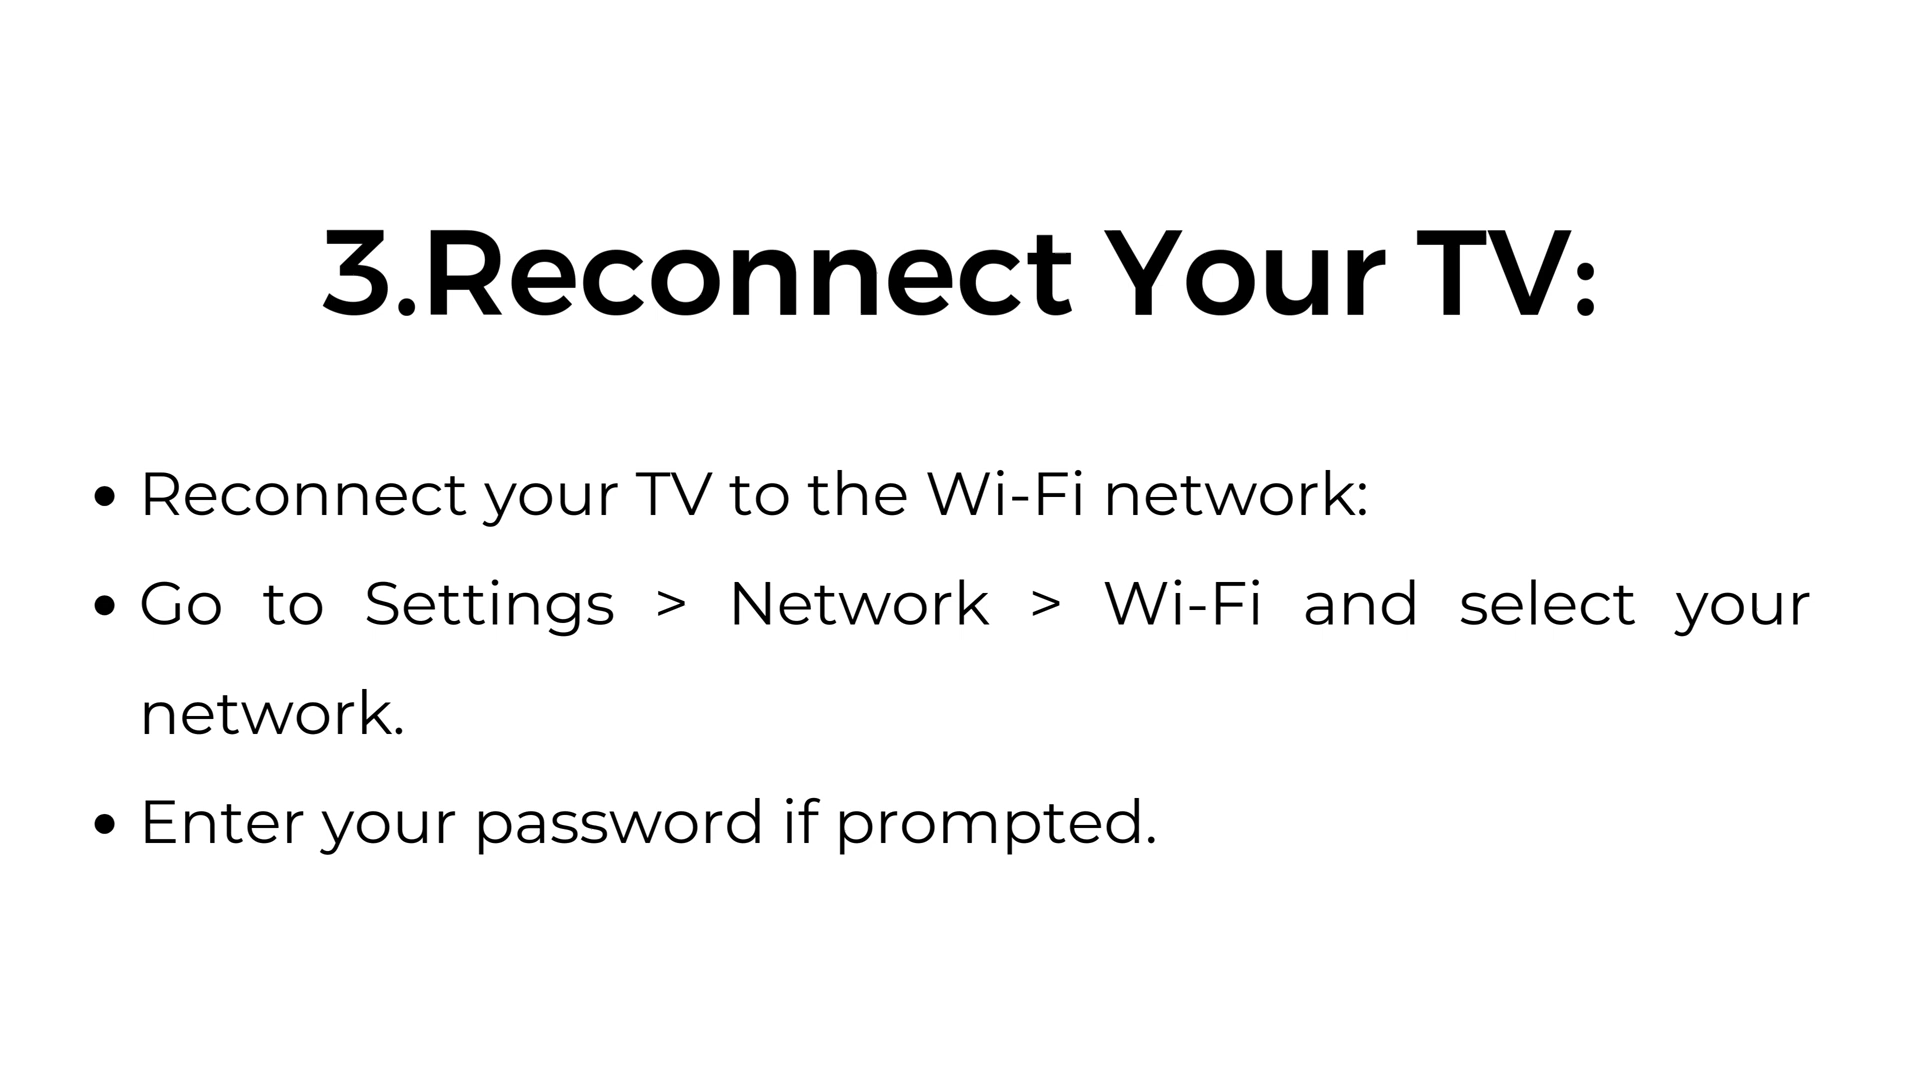 3.Reconnect Your TV:
• Reconnect your TV to the Wi-Fi network:
• Go to Settings > Network > Wi-Fi and select your
network.
• Enter your password if prompted.